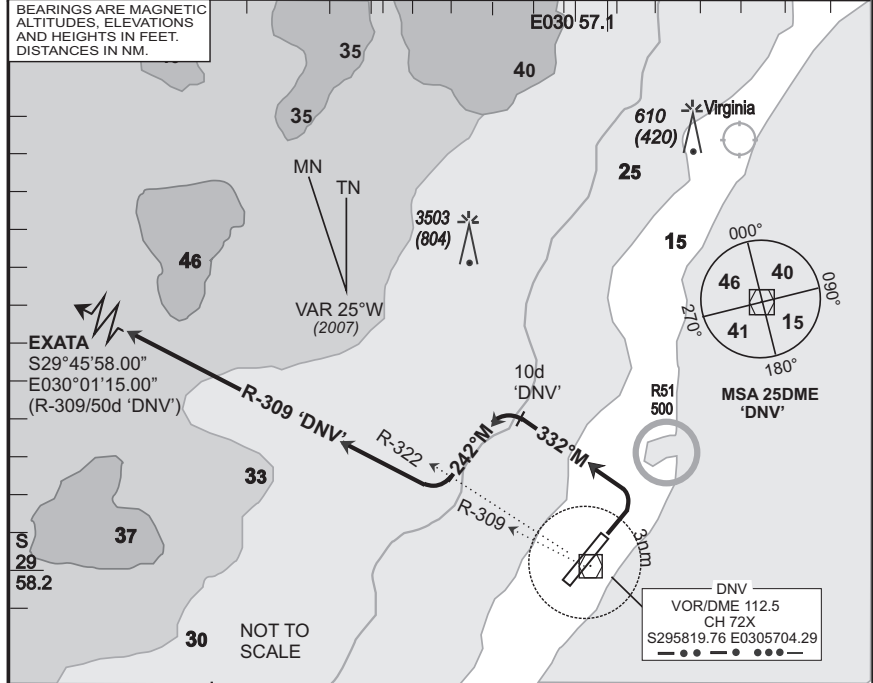 BEARINGS ARE MAGNETIC
ALTITUDES, ELEVATIONS
AND HEIGHTS IN FEET.
DISTANCES IN NM.
E030 57.1
35
40
35
610
(420)
Virginia
25
MN
TN
3503
(804)
15
46
VAR 25°W
(2007)
000°
46
40
090°
270°
41
15
180°
MSA 25DME
‘DNV’
EXATA
S29°45’58.00”
E030°01’15.00”
(R-309/50d ‘DNV’)
10d
‘DNV’
R51
500
R-309 ‘DNV’
R-322
242°M
332°M
33
R-309
3nm
37
S
29
58.2
30
NOT TO
SCALE
DNV
VOR/DME 112.5
CH 72X
S295819.76 E0305704.29